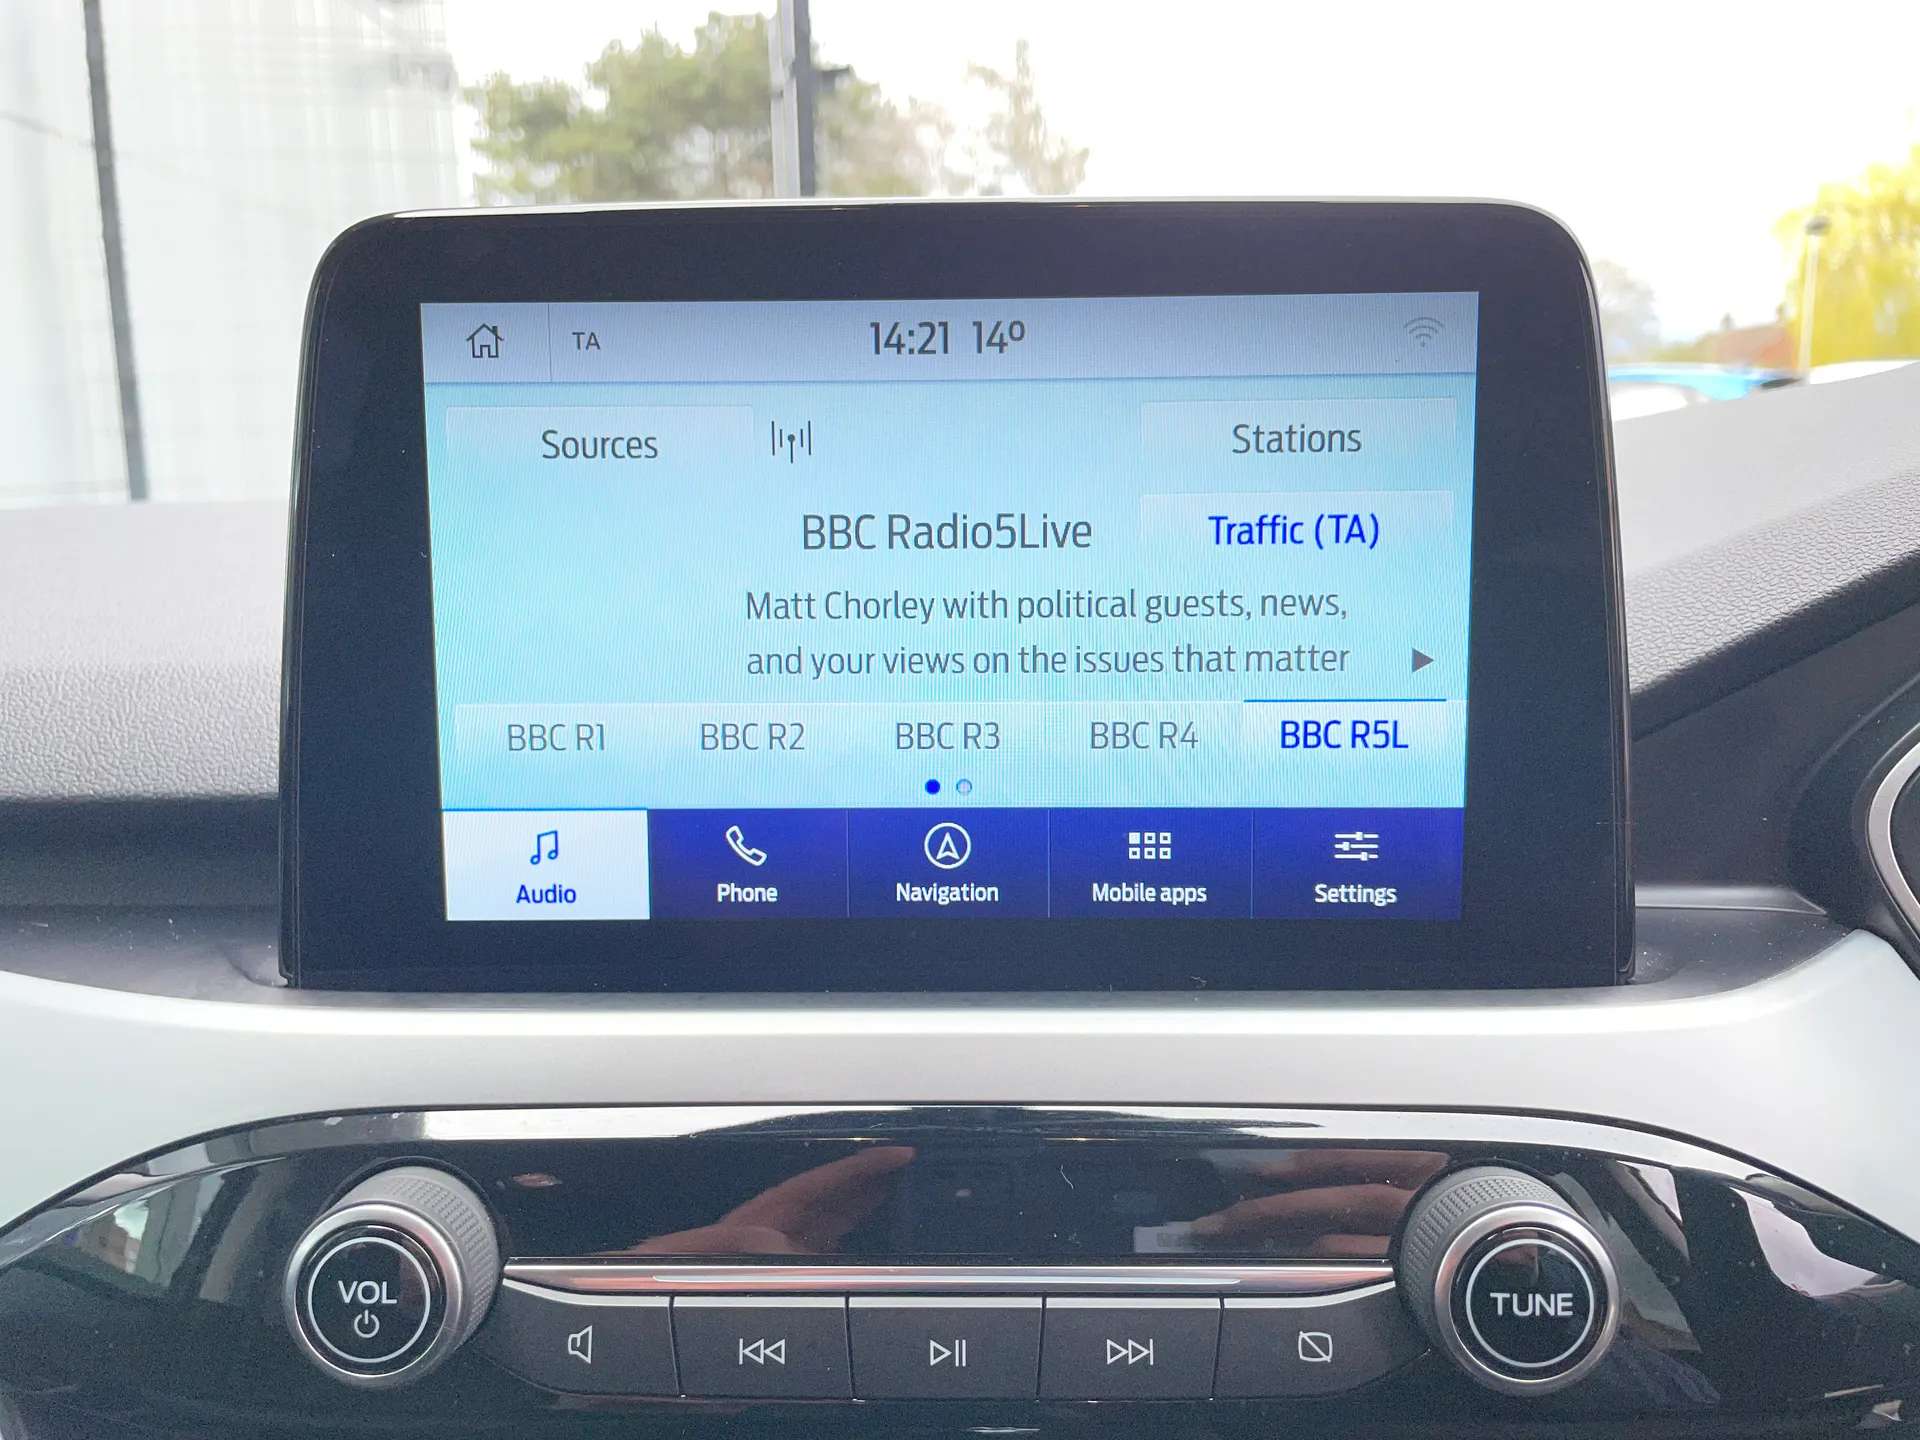 TA
14:21 14º
Sources
Stations
BBC Radio5Live
Traffic (TA)
Matt Chorley with political guests, news,
and your views on the issues that matter
BBC R1 BBC R2 BBC R3 BBC R4 BBC R5L
Audio Phone Navigation Mobile apps Settings
VOL
TUNE